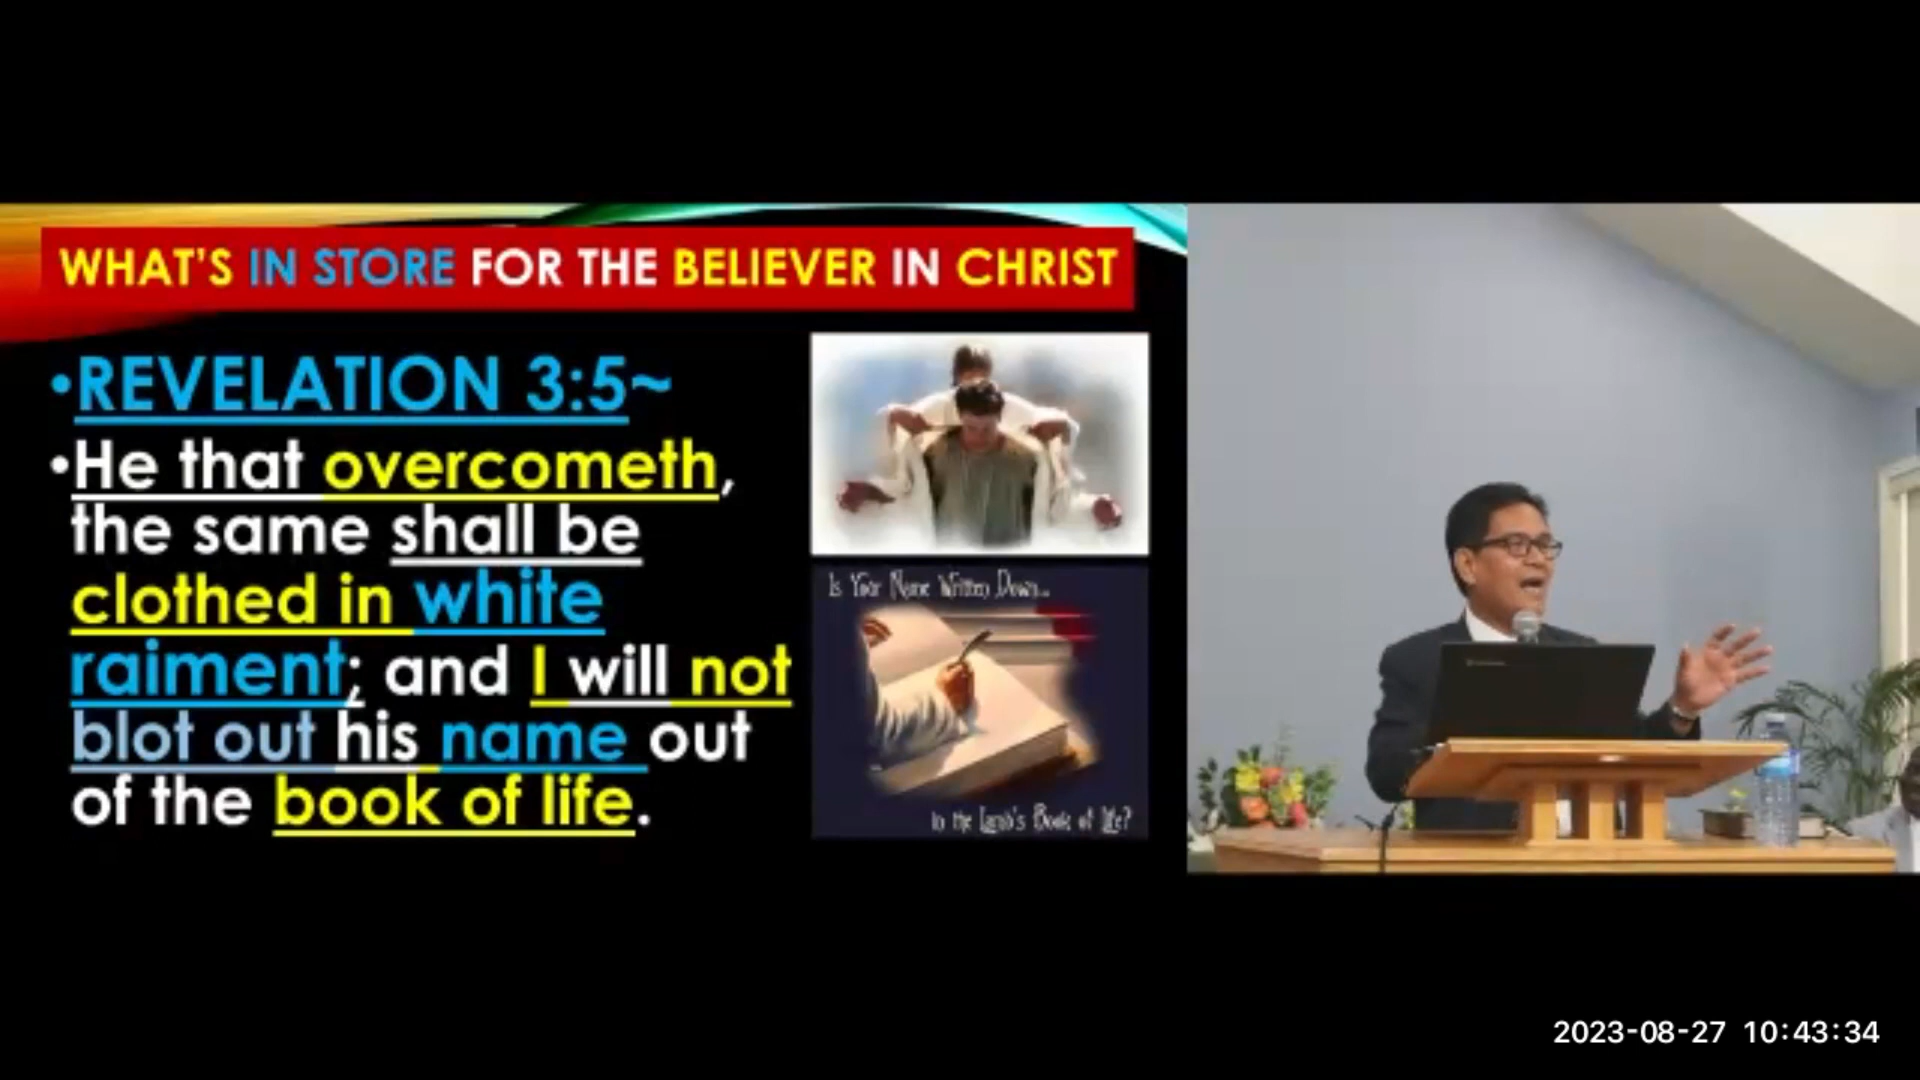 WHAT'S IN STORE FOR THE BELIEVER IN CHRIST
•REVELATION 3:5~
•He that overcometh,
the same shall be
clothed in white
raiment; and I will not
blot out his name out
of the book of life.
Is Your Name Written Down...
in the Lamb's Book of Life?
2023-08-27 10:43:34